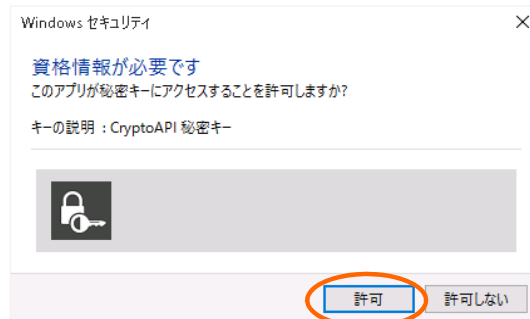 Windows セキュリティ
資格情報が必要です
このアプリが秘密キーにアクセスすることを許可しますか?
キーの説明 : CryptoAPI 秘密キー
許可
許可しない